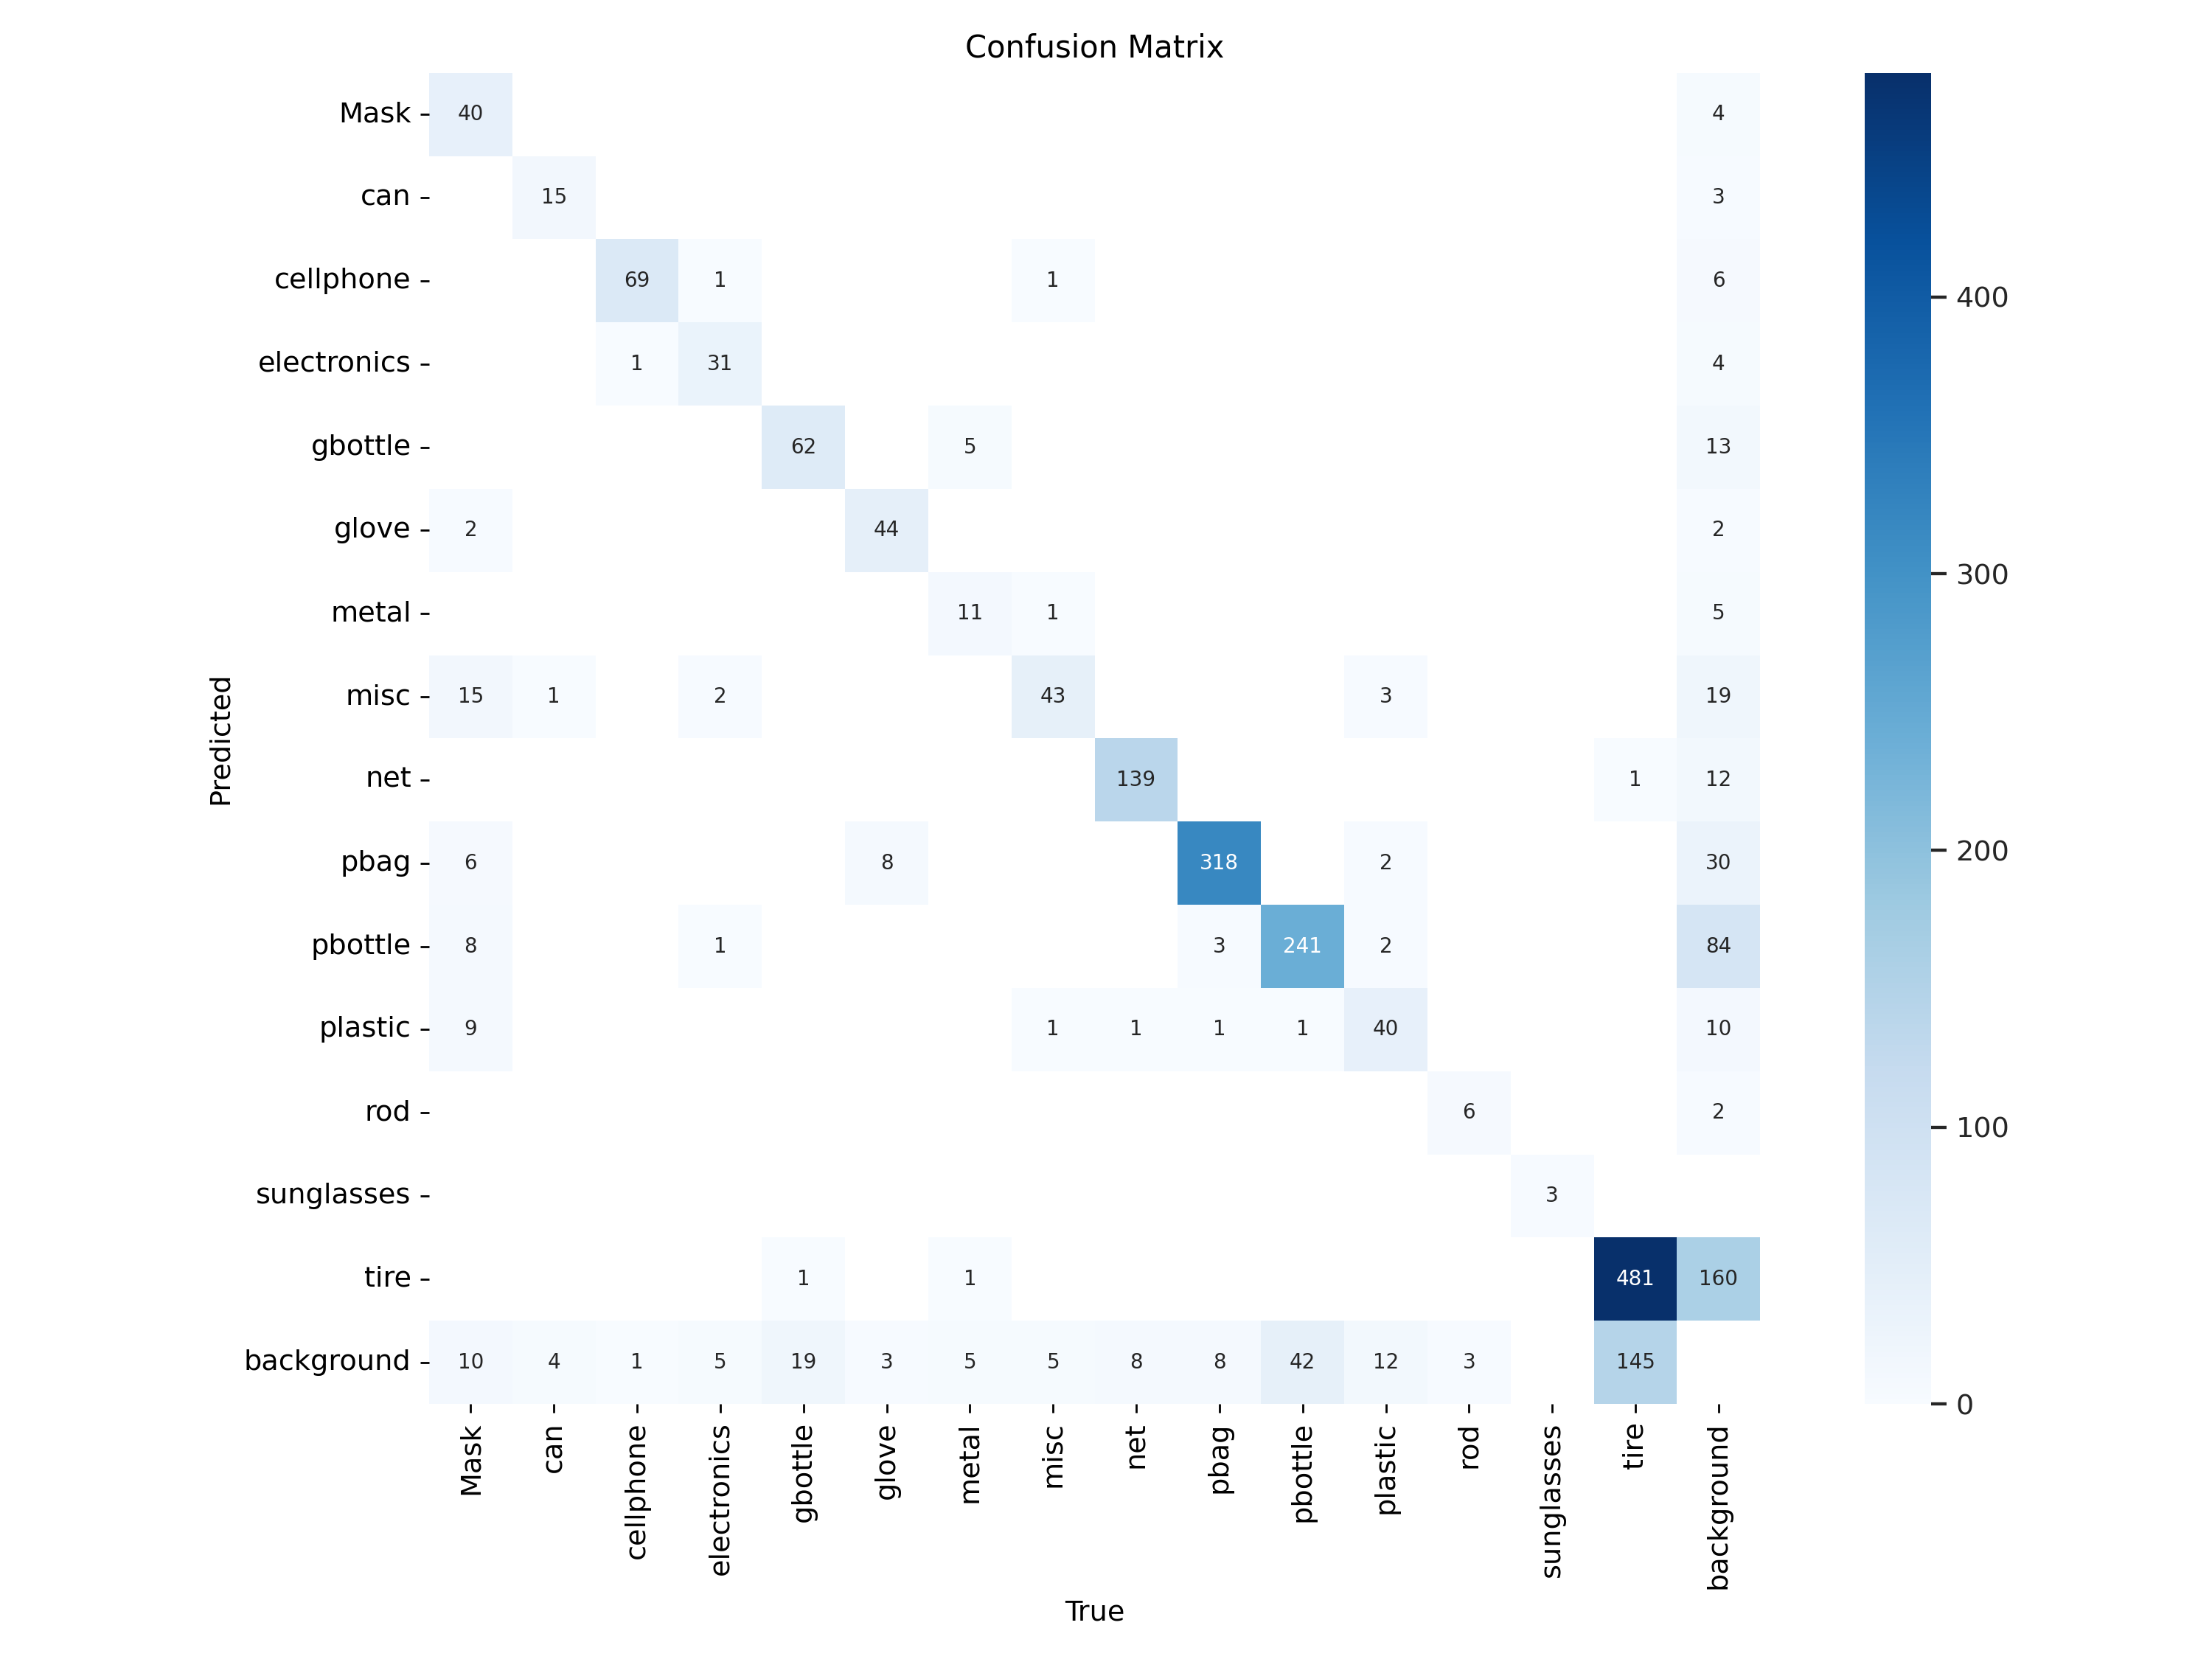 Confusion Matrix
Mask 40 4
can 15 3
cellphone 69 1 1 6
400
electronics 1 31 4
gbottle 62 5 13
glove 2 44 2
300
metal 11 1 5
Predicted
misc 15 1 2 43 3 19
net 139 1 12
pbag 6 8 318 2 30
200
pbottle 8 1 3 241 2 84
plastic 9 1 1 1 1 40 10
rod 6 2
100
sunglasses 3
tire 1 1 481 160
background 10 4 1 5 19 3 5 5 8 8 42 12 3 145
0
Mask can cellphone electronics gbottle glove metal misc net pbag pbottle plastic rod sunglasses tire background
True